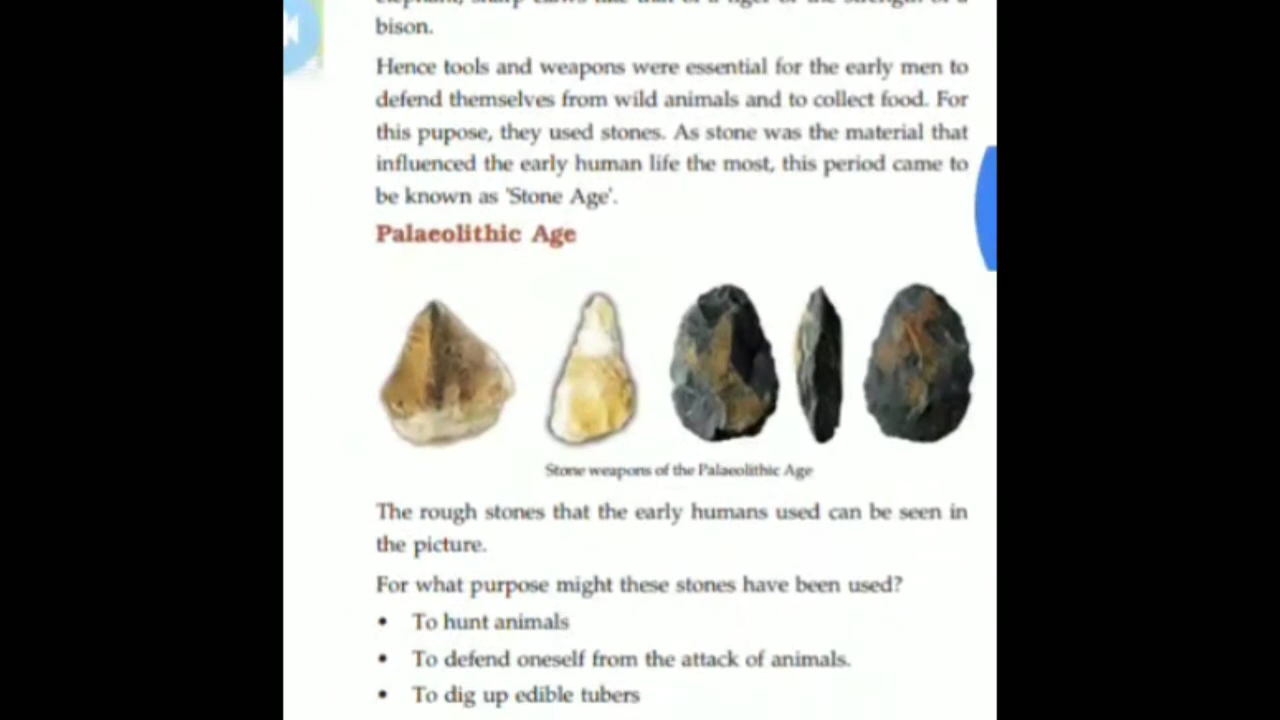 bison.
Hence tools and weapons were essential for the early men to
defend themselves from wild animals and to collect food. For
this pupose, they used stones. As stone was the material that
influenced the early human life the most, this period came to
be known as 'Stone Age'.
Palaeolithic Age
Stone weapons of the Palaeolithic Age
The rough stones that the early humans used can be seen in
the picture.
For what purpose might these stones have been used?
• To hunt animals
• To defend oneself from the attack of animals.
• To dig up edible tubers